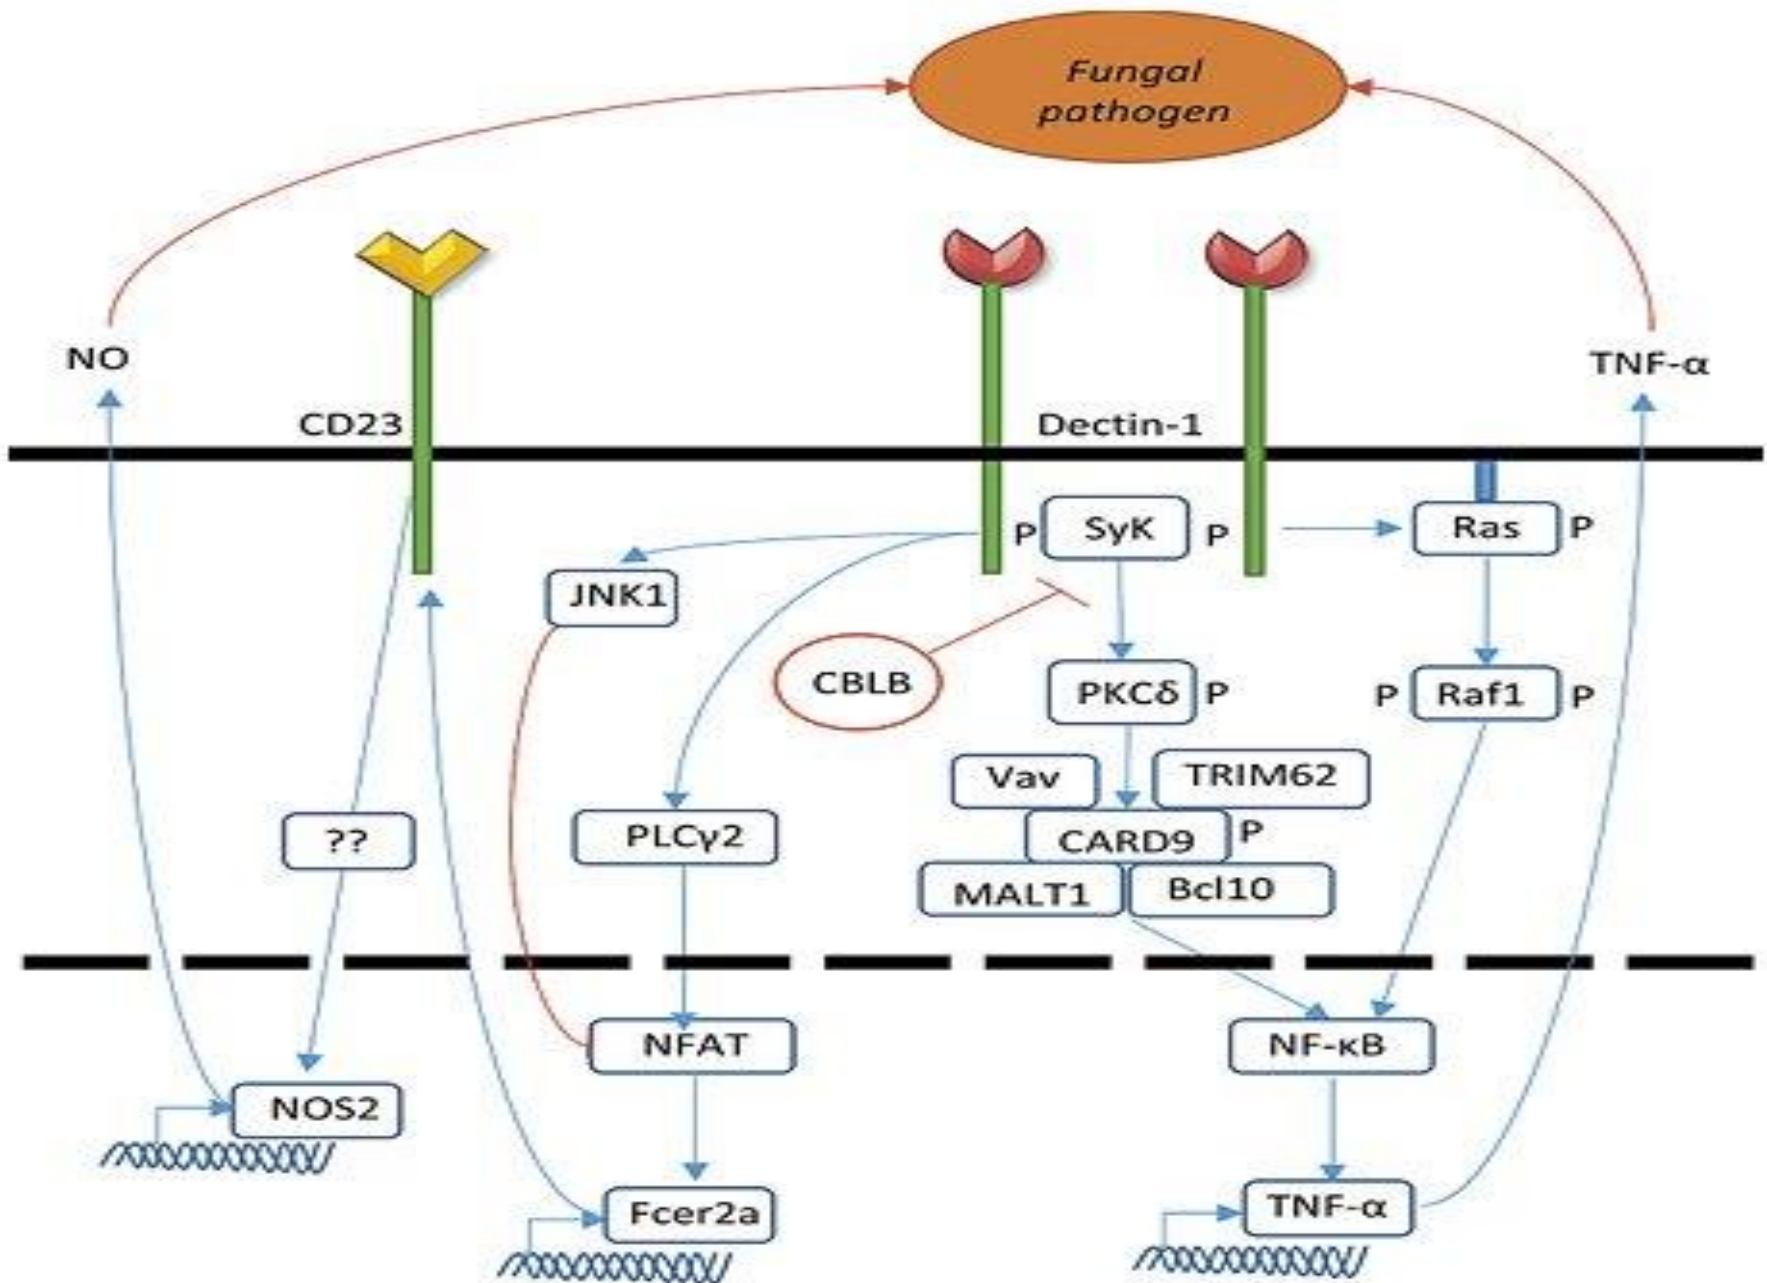 Fungal
pathogen
NO
TNF-α
CD23
Dectin-1
P
SyK
P
Ras
P
JNK1
CBLB
PKCδ
P
P
Raf1
P
Vav
TRIM62
??
PLCγ2
CARD9
P
MALT1
Bcl10
NFAT
NF-κB
NOS2
Fcer2a
TNF-α